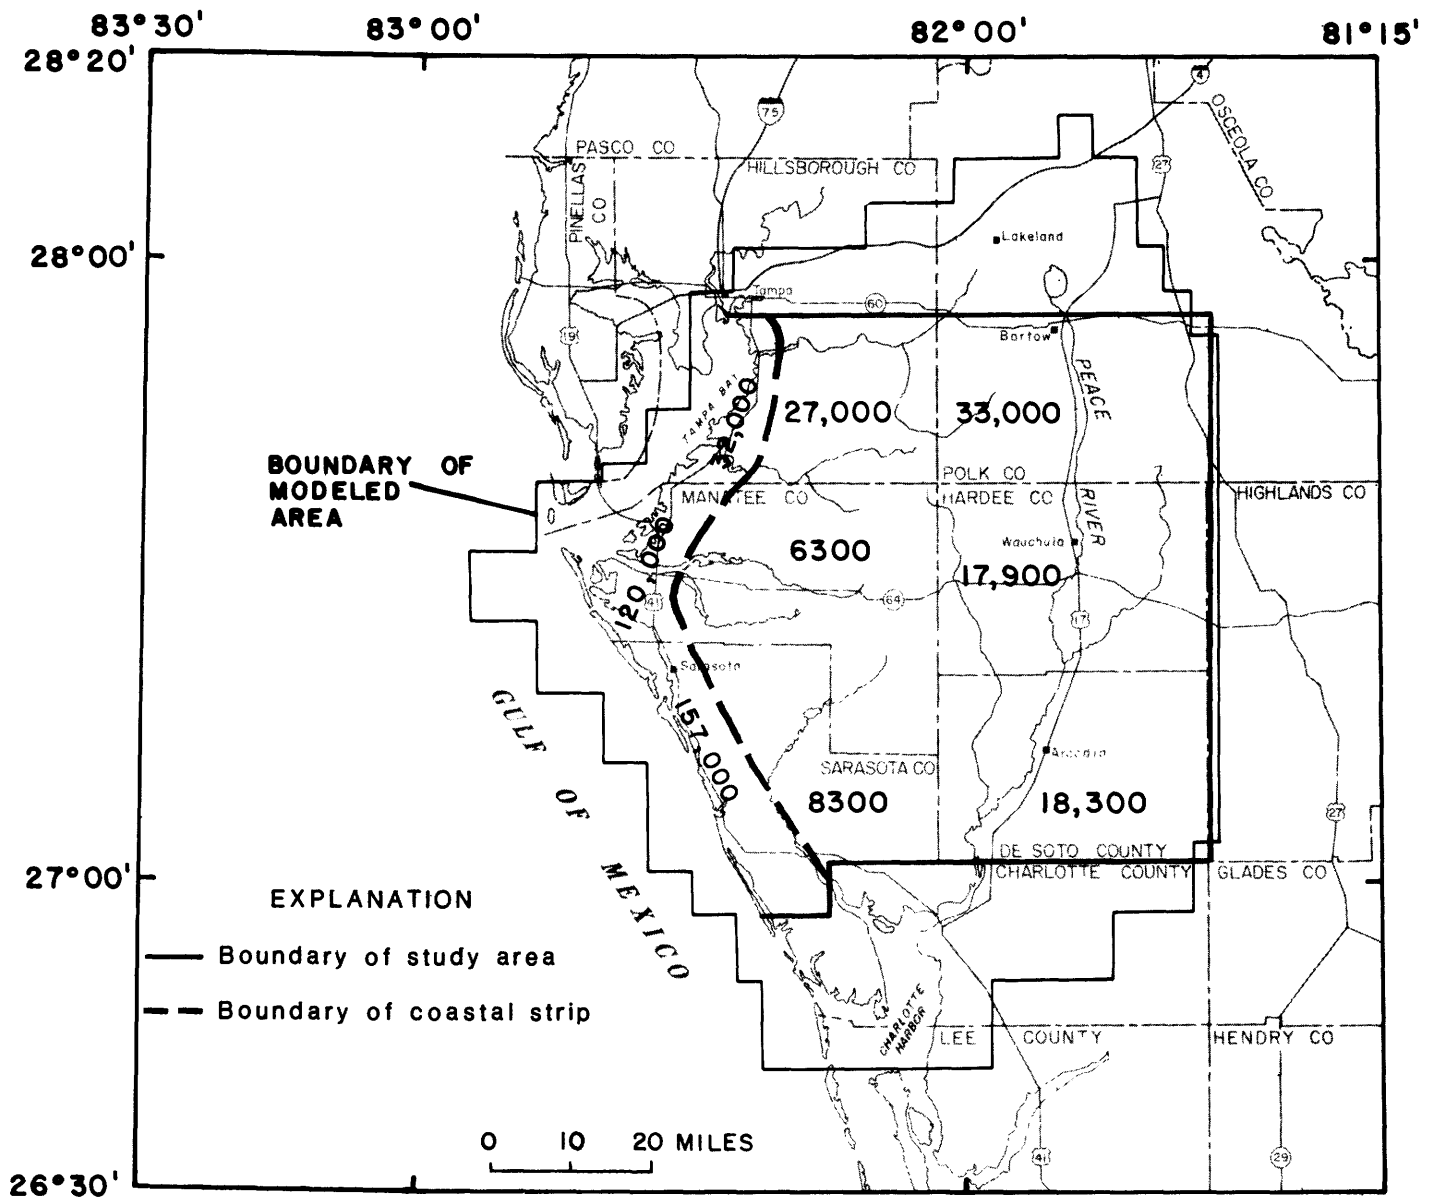 83°30' 83°00' 82°00' 81°15'
28°20'
4
75
OSCEOLA CO
PASCO CO
HILLSBOROUGH CO
27
PINELLAS CO
Lakeland
28°00'
Tampa
60
19
Bartow
PEACE
TAMPA BAY
32,000
27,000
33,000
BOUNDARY OF
MODELED
AREA
POLK CO
MANATEE CO
HARDEE CO
HIGHLANDS CO
RIVER
120,000
6300
Wauchula
17,900
41
64
17
Sarasota
GULF OF MEXICO
157,000
Arcadia
SARASOTA CO
8300
18,300
27
DE SOTO COUNTY
CHARLOTTE COUNTY
GLADES CO
27°00'
EXPLANATION
Boundary of study area
Boundary of coastal strip
CHARLOTTE
HARBOR
LEE COUNTY
HENDRY CO
0 10 20 MILES
41
29
26°30'